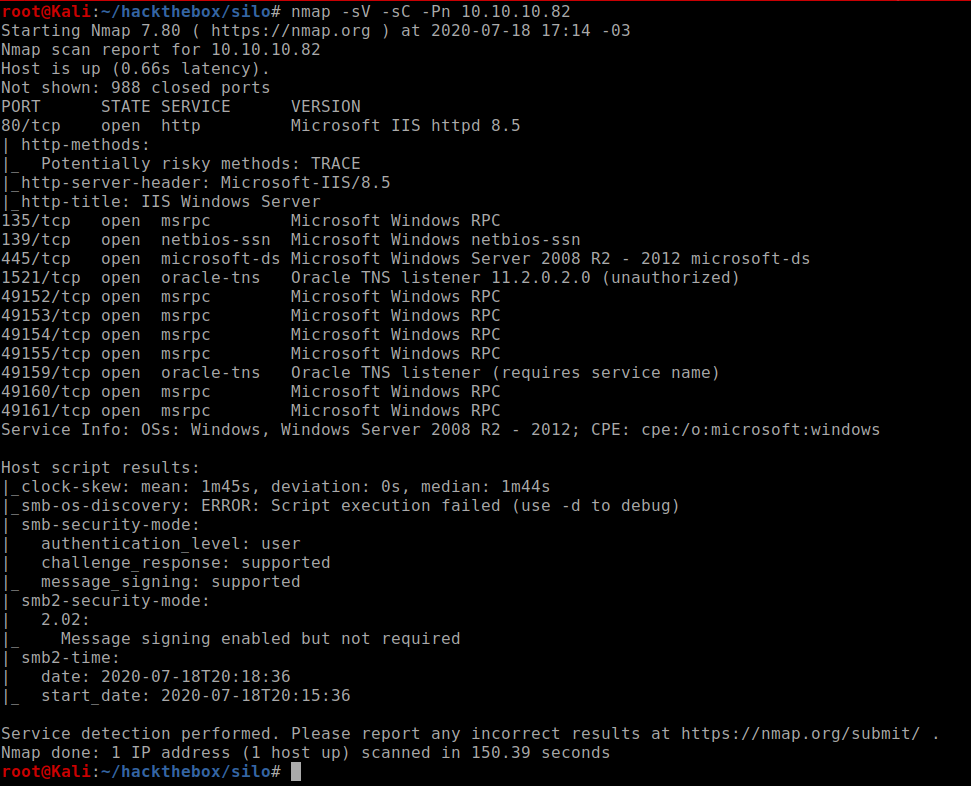 root@Kali:~/hackthebox/silo# nmap -sV -sC -Pn 10.10.10.82
Starting Nmap 7.80 ( https://nmap.org ) at 2020-07-18 17:14 -03
Nmap scan report for 10.10.10.82
Host is up (0.66s latency).
Not shown: 988 closed ports
PORT      STATE SERVICE      VERSION
80/tcp    open  http         Microsoft IIS httpd 8.5
| http-methods:
|_  Potentially risky methods: TRACE
|_http-server-header: Microsoft-IIS/8.5
|_http-title: IIS Windows Server
135/tcp   open  msrpc        Microsoft Windows RPC
139/tcp   open  netbios-ssn  Microsoft Windows netbios-ssn
445/tcp   open  microsoft-ds Microsoft Windows Server 2008 R2 - 2012 microsoft-ds
1521/tcp  open  oracle-tns   Oracle TNS listener 11.2.0.2.0 (unauthorized)
49152/tcp open  msrpc        Microsoft Windows RPC
49153/tcp open  msrpc        Microsoft Windows RPC
49154/tcp open  msrpc        Microsoft Windows RPC
49155/tcp open  msrpc        Microsoft Windows RPC
49159/tcp open  oracle-tns   Oracle TNS listener (requires service name)
49160/tcp open  msrpc        Microsoft Windows RPC
49161/tcp open  msrpc        Microsoft Windows RPC
Service Info: OSs: Windows, Windows Server 2008 R2 - 2012; CPE: cpe:/o:microsoft:windows

Host script results:
|_clock-skew: mean: 1m45s, deviation: 0s, median: 1m44s
|_smb-os-discovery: ERROR: Script execution failed (use -d to debug)
| smb-security-mode:
|   authentication_level: user
|   challenge_response: supported
|_  message_signing: supported
| smb2-security-mode:
|   2.02:
|_    Message signing enabled but not required
| smb2-time:
|   date: 2020-07-18T20:18:36
|_  start_date: 2020-07-18T20:15:36

Service detection performed. Please report any incorrect results at https://nmap.org/submit/ .
Nmap done: 1 IP address (1 host up) scanned in 150.39 seconds
root@Kali:~/hackthebox/silo#